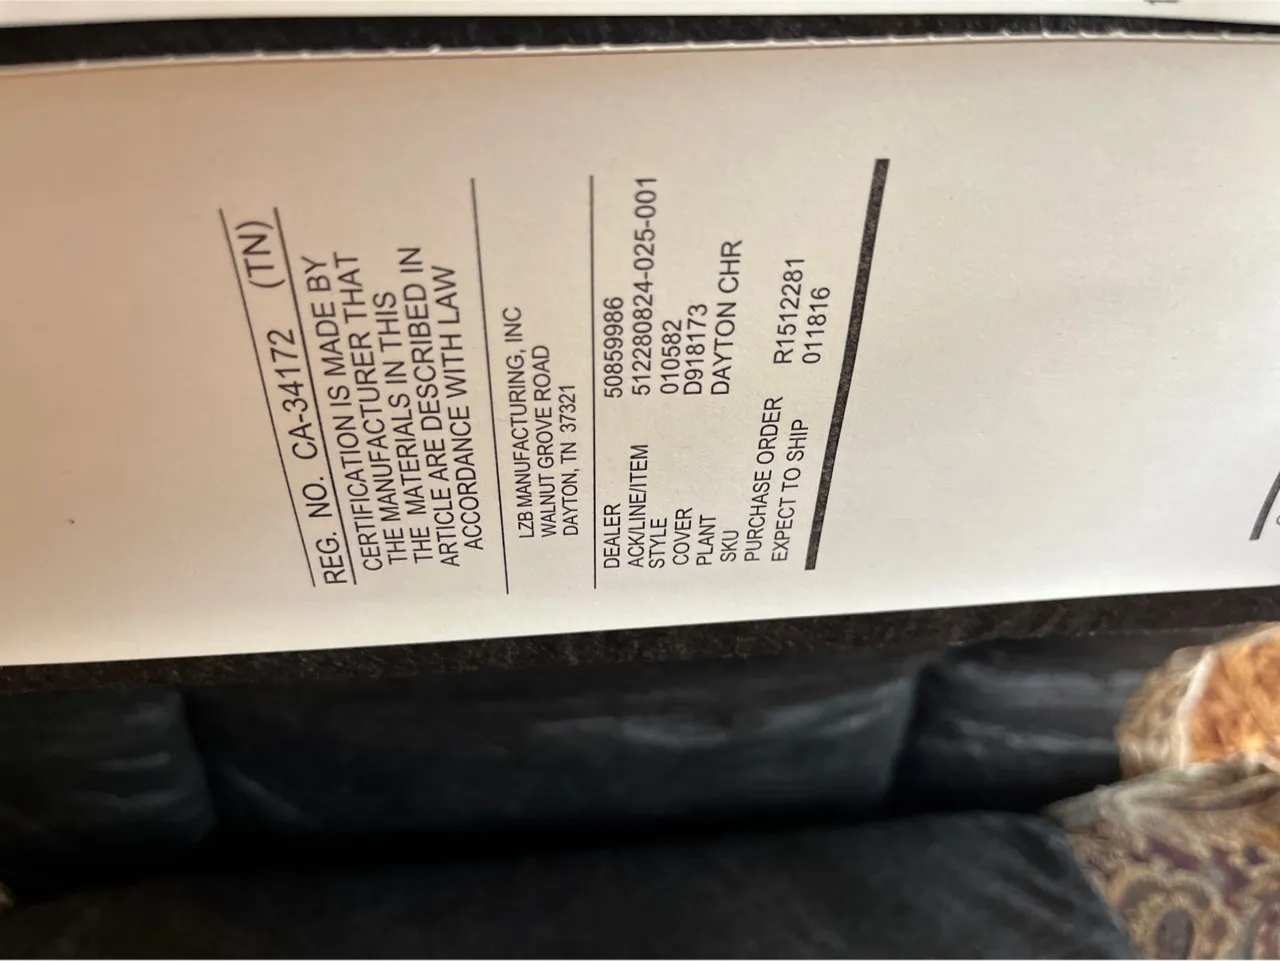 REG. NO. CA-34172 (TN)
CERTIFICATION IS MADE BY
THE MANUFACTURER THAT
THE MATERIALS IN THIS
ARTICLE ARE DESCRIBED IN
ACCORDANCE WITH LAW
LZB MANUFACTURING, INC
WALNUT GROVE ROAD
DAYTON, TN 37321
DEALER 50859986
ACK/LINE/ITEM 512280824-025-001
STYLE 010582
COVER D918173
PLANT DAYTON CHR
SKU
PURCHASE ORDER R1512281
EXPECT TO SHIP 011816